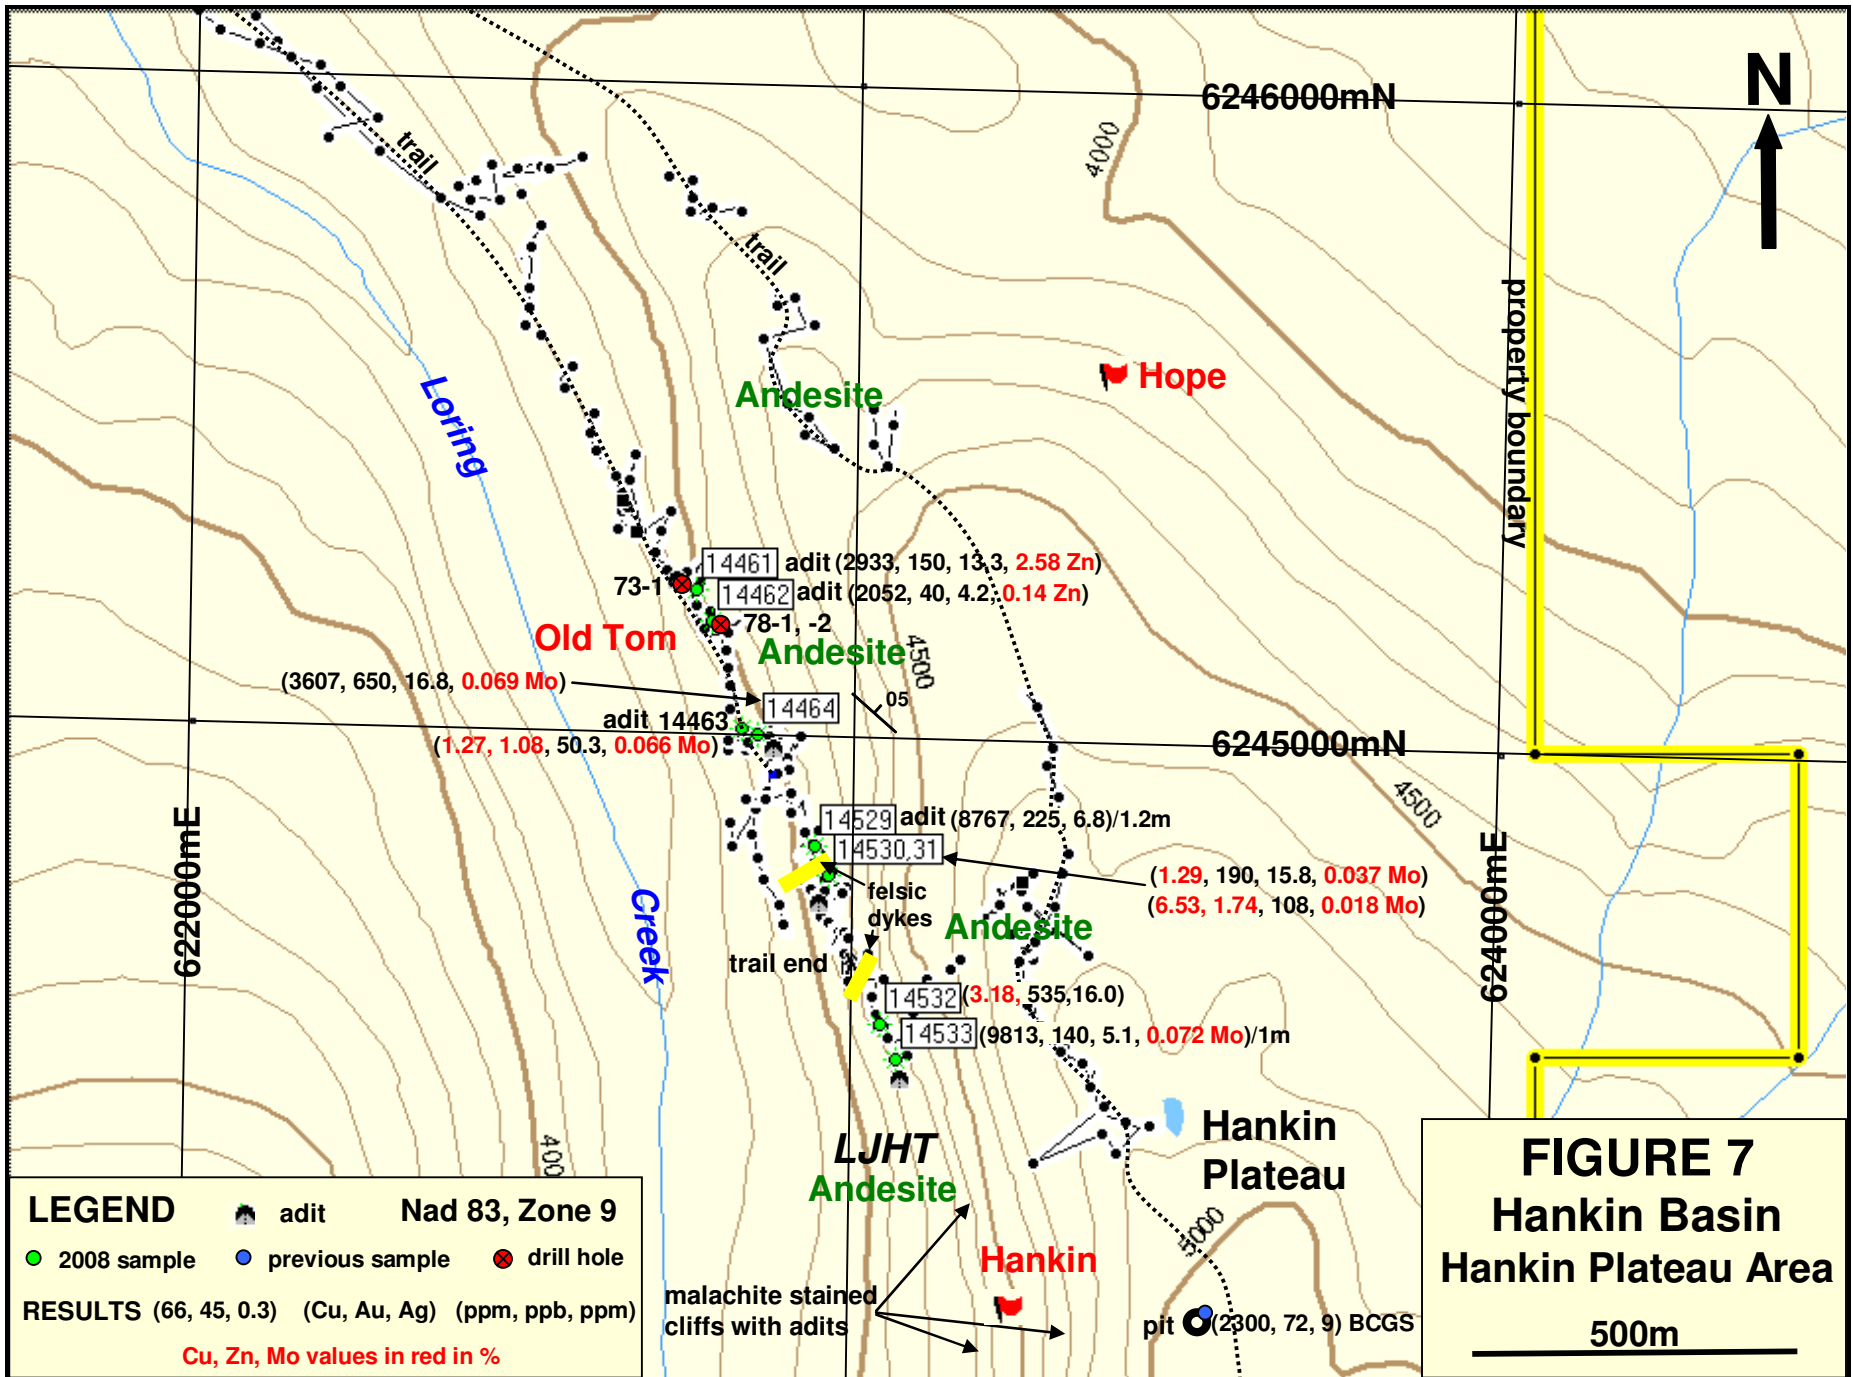 6246000mN
N
4000
trail
trail
property boundary
Hope
Loring
Andesite
14461 adit (2933, 150, 13.3, 2.58 Zn)
73-1
14462 adit (2052, 40, 4.2, 0.14 Zn)
78-1, -2
Old Tom
Andesite
4500
(3607, 650, 16.8, 0.069 Mo)
14464
05
adit 14463
(1.27, 1.08, 50.3, 0.066 Mo)
6245000mN
4500
622000mE
624000mE
14529 adit (8767, 225, 6.8)/1.2m
14530,31
(1.29, 190, 15.8, 0.037 Mo)
(6.53, 1.74, 108, 0.018 Mo)
felsic
dykes
Creek
Andesite
trail end
14532 (3.18, 535,16.0)
14533 (9813, 140, 5.1, 0.072 Mo)/1m
400
LJHT
Andesite
Hankin
Plateau
5000
Hankin
malachite stained
cliffs with adits
pit (2300, 72, 9) BCGS
LEGEND adit Nad 83, Zone 9
2008 sample previous sample drill hole
RESULTS (66, 45, 0.3) (Cu, Au, Ag) (ppm, ppb, ppm)
Cu, Zn, Mo values in red in %
FIGURE 7
Hankin Basin
Hankin Plateau Area
500m